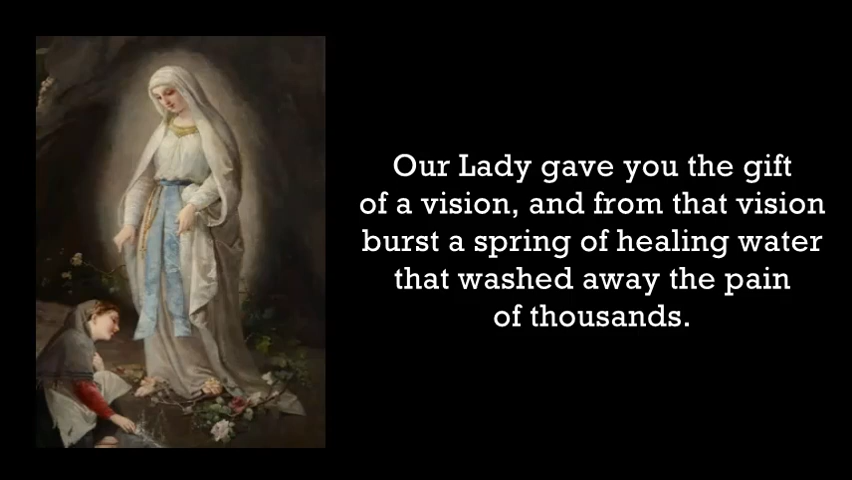 Our Lady gave you the gift
of a vision, and from that vision
burst a spring of healing water
that washed away the pain
of thousands.